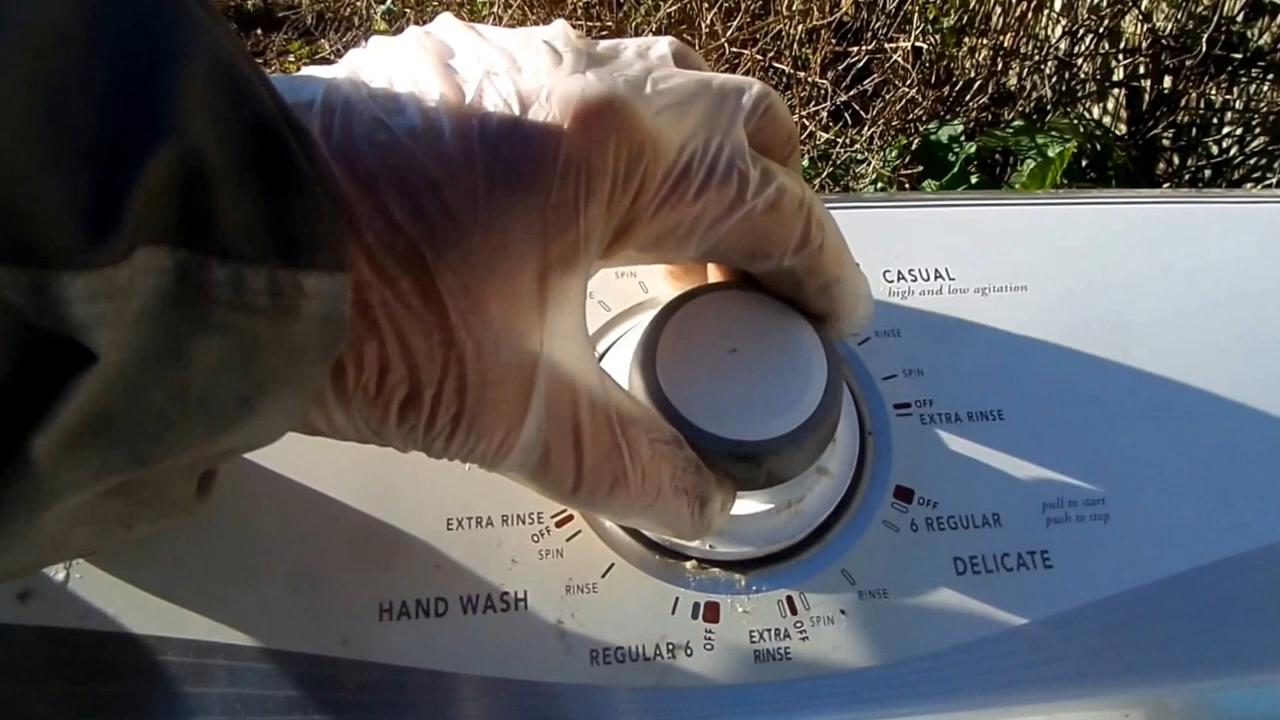 SPIN
E
CASUAL
high and low agitation
RINSE
SPIN
OFF
EXTRA RINSE
OFF
6 REGULAR
pull to start
push to stop
DELICATE
RINSE
SPIN
OFF
EXTRA
RINSE
OFF
REGULAR 6
HAND WASH
RINSE
SPIN
OFF
EXTRA RINSE